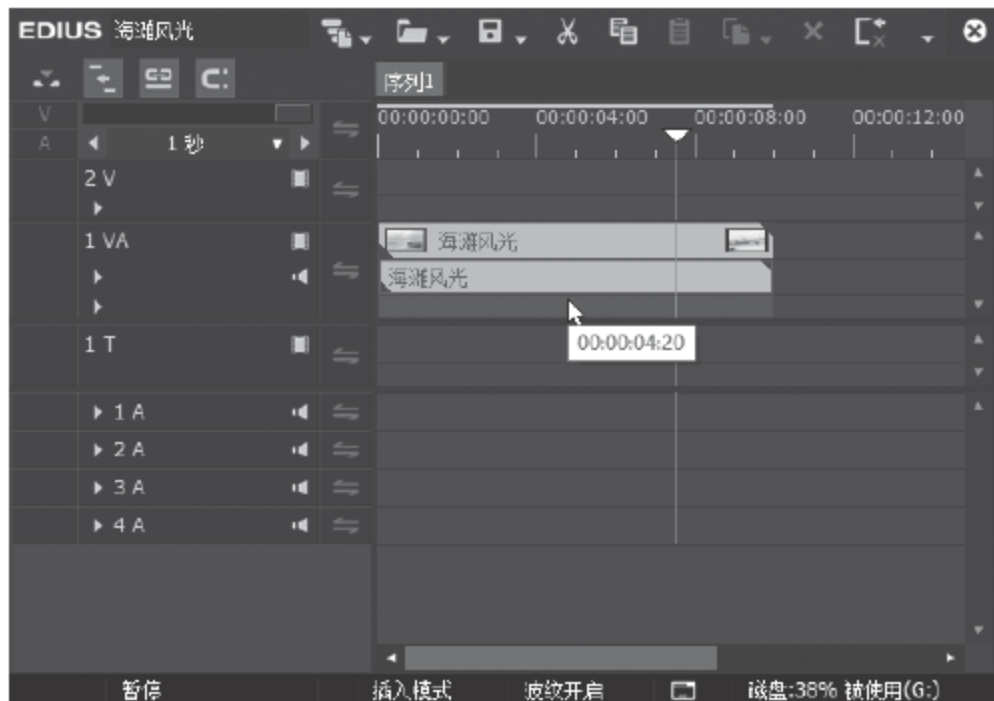 EDIUS 海滩风光
序列1
V
A
1 秒
00:00:00:00 00:00:04:00 00:00:08:00 00:00:12:00
2 V
1 VA
海滩风光
海滩风光
00:00:04:20
1 T
1 A
2 A
3 A
4 A
暂停 插入模式 波纹开启 磁盘:38% 被使用(G:)